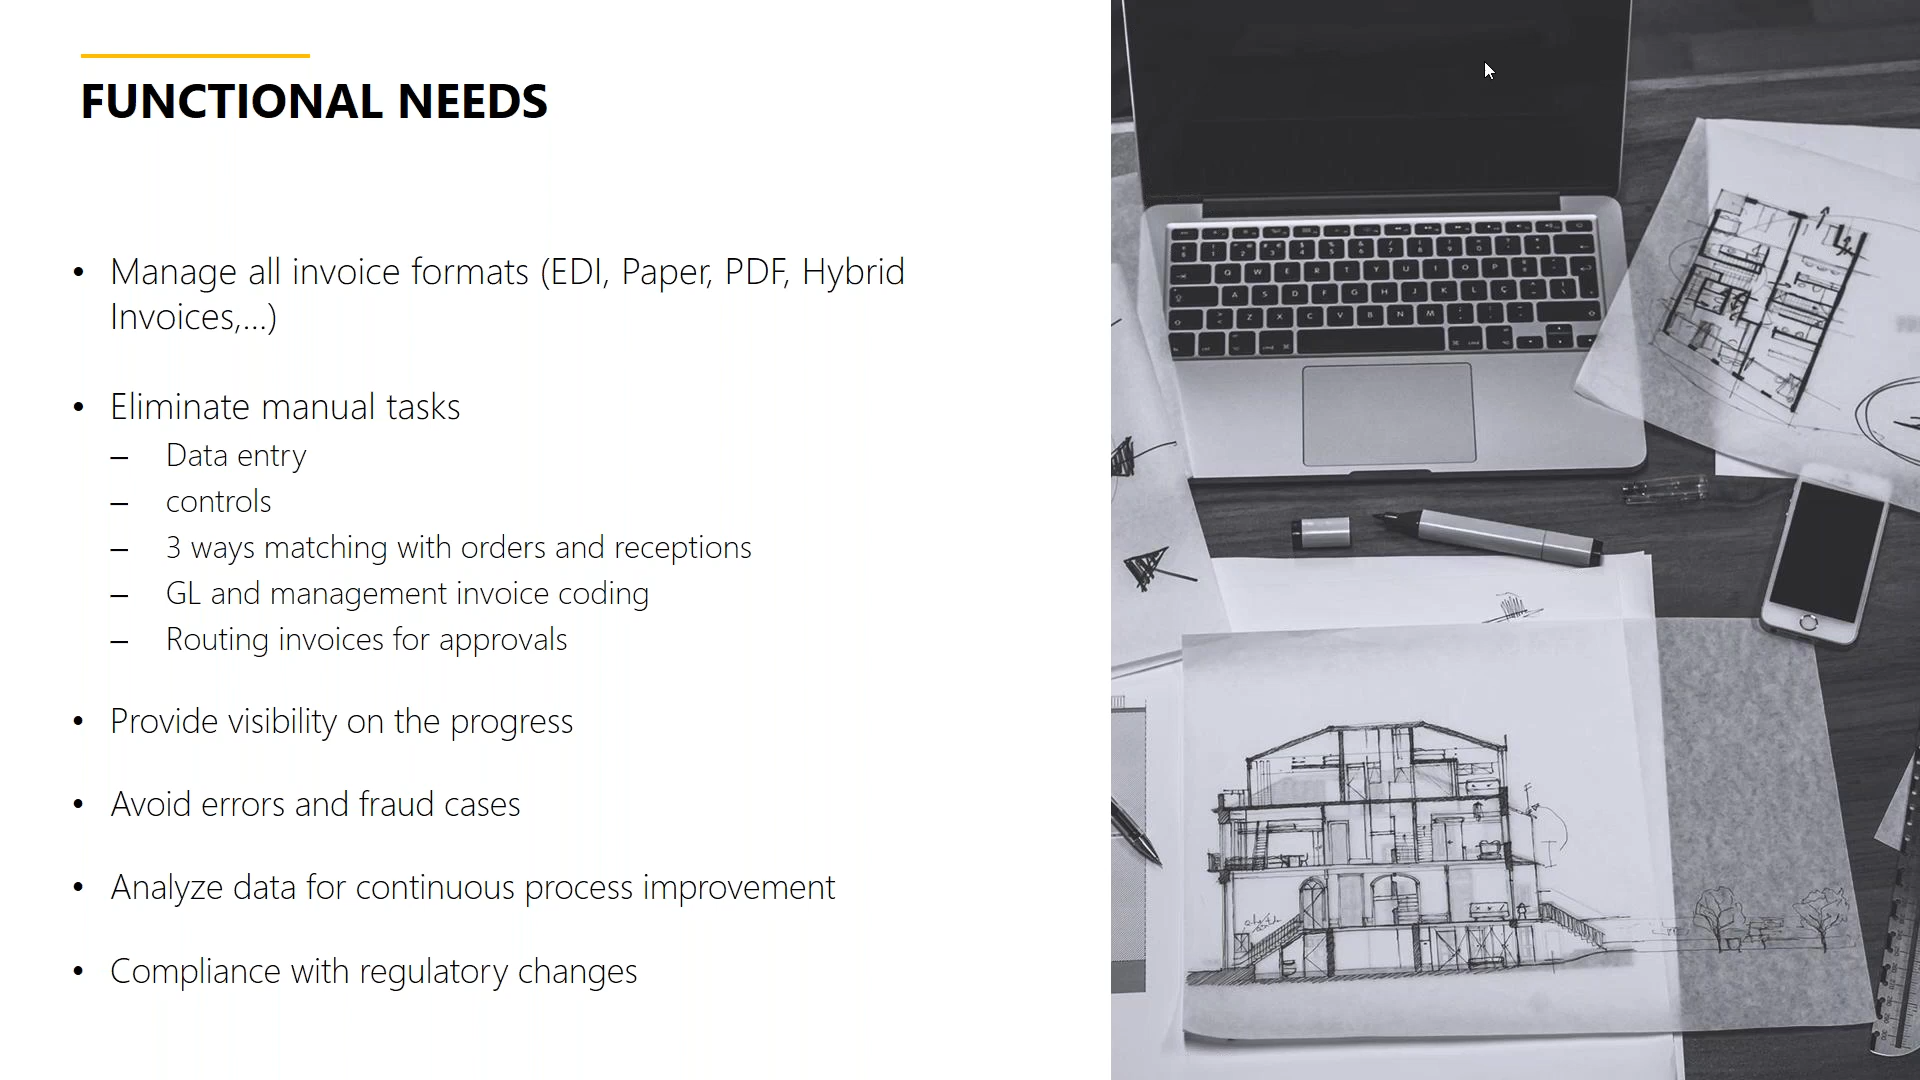 FUNCTIONAL NEEDS
• Manage all invoice formats (EDI, Paper, PDF, Hybrid
Invoices,...)
• Eliminate manual tasks
– Data entry
– controls
– 3 ways matching with orders and receptions
– GL and management invoice coding
– Routing invoices for approvals
• Provide visibility on the progress
• Avoid errors and fraud cases
• Analyze data for continuous process improvement
• Compliance with regulatory changes